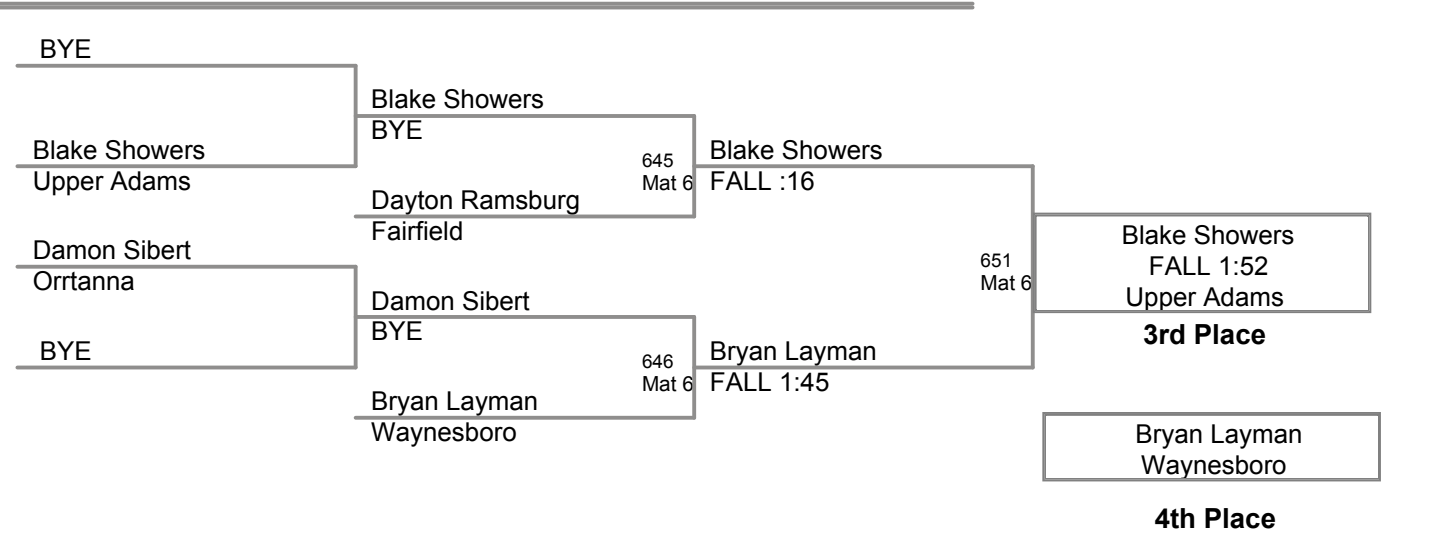 BYE
Blake Showers
Upper Adams
Damon Sibert
Orrtanna
BYE
Blake Showers
BYE
Dayton Ramsburg
Fairfield
Damon Sibert
BYE
Bryan Layman
Waynesboro
645
Mat 6
646
Mat 6
Blake Showers
FALL :16
Bryan Layman
FALL 1:45
651
Mat 6
Blake Showers
FALL 1:52
Upper Adams
3rd Place
Bryan Layman
Waynesboro
4th Place